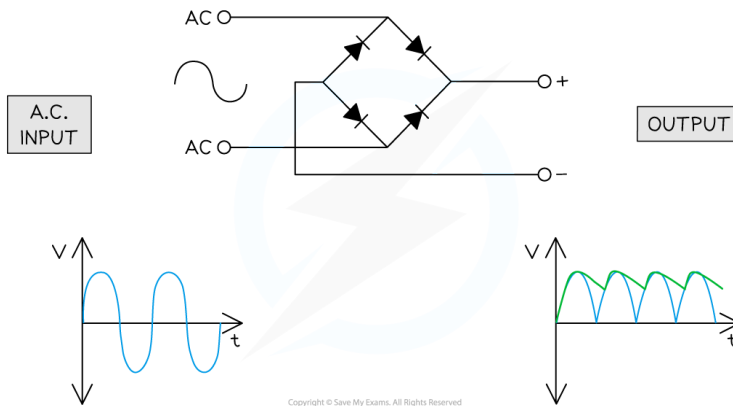 AC
+
A.C.
INPUT
OUTPUT
AC
-
V
t
V
t
Copyright © Save My Exams. All Rights Reserved